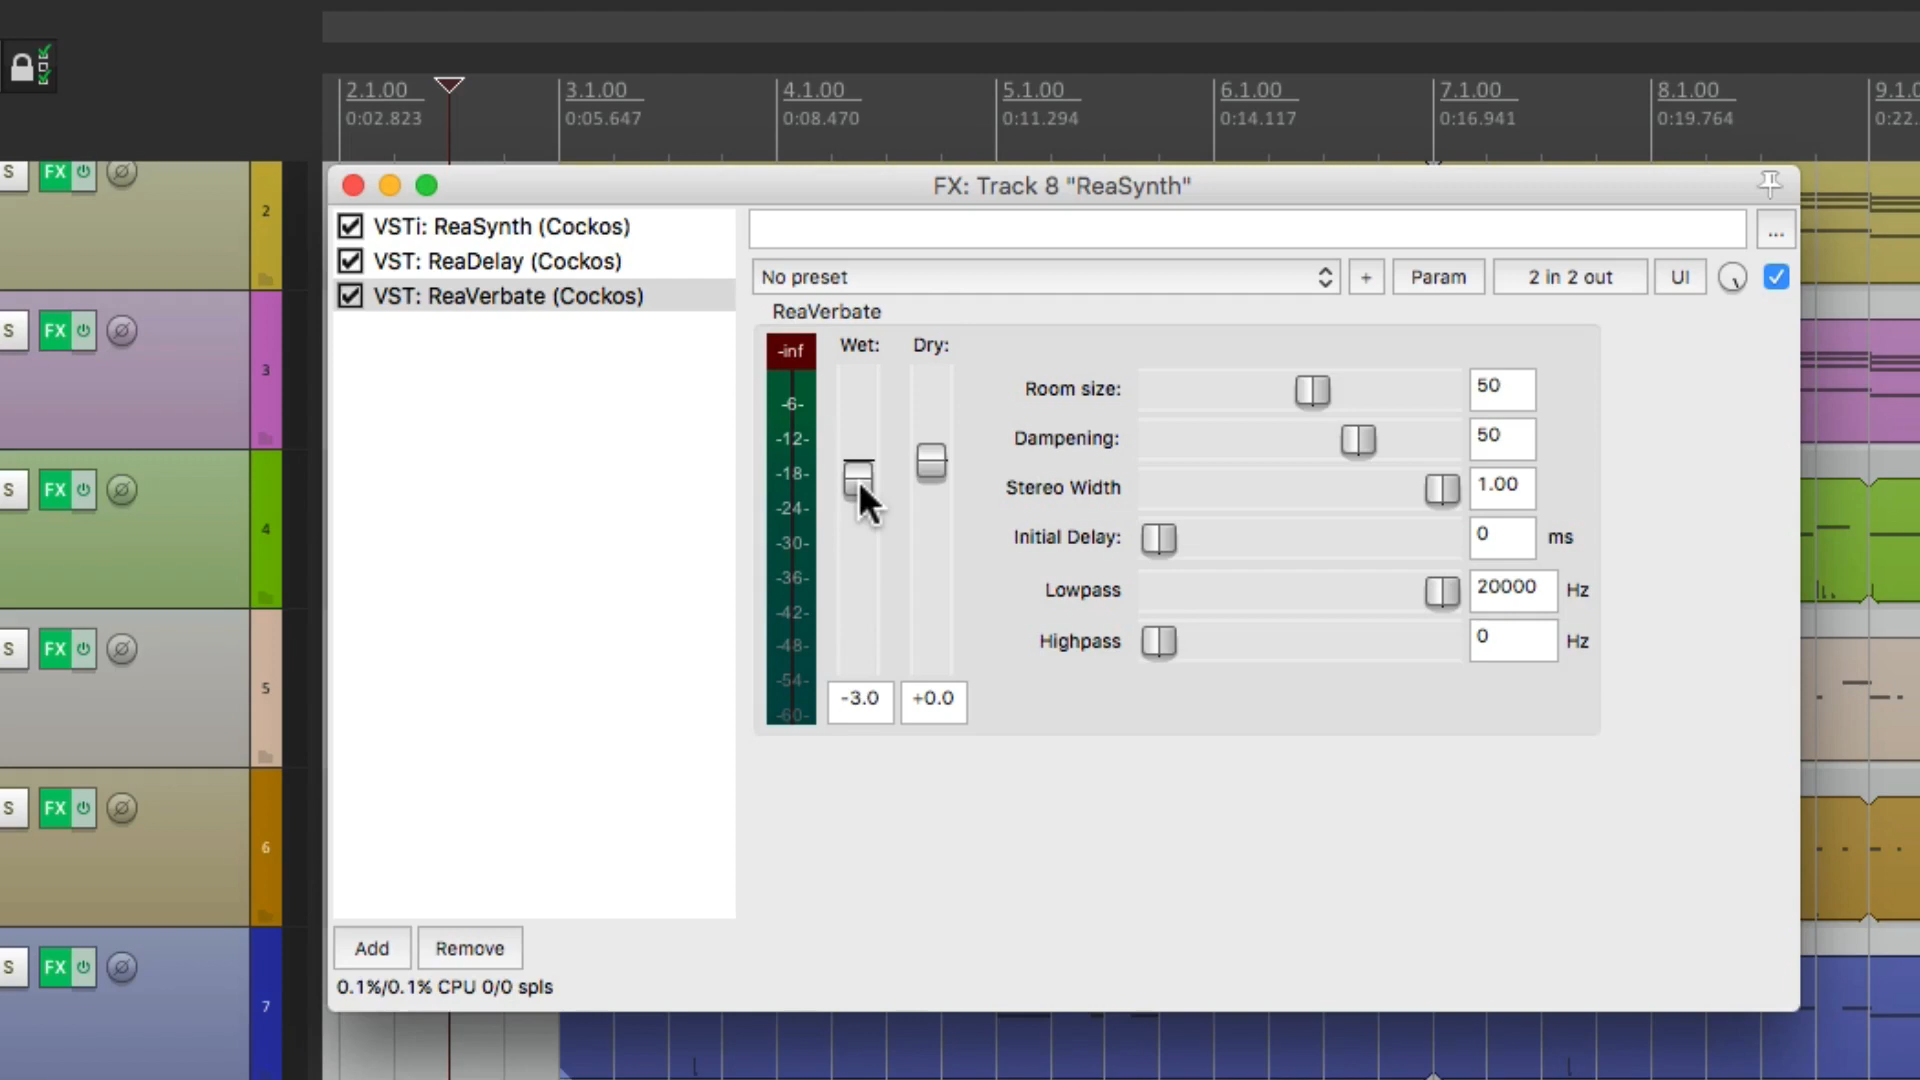 2.1.00 3.1.00 4.1.00 5.1.00 6.1.00 7.1.00 8.1.00
0:02.823 0:05.647 0:08.470 0:11.294 0:14.117 0:16.941 0:19.764 0:22.
FX: Track 8 "ReaSynth"
S FX 2
VSTi: ReaSynth (Cockos)
VST: ReaDelay (Cockos)
VST: ReaVerbate (Cockos)
...
No preset + Param 2 in 2 out UI
ReaVerbate
-inf Wet: Dry:
-6-
-12-
-18-
-24-
-30-
-36-
-42-
-48-
-54-
-60-
-3.0 +0.0
Room size: 50
Dampening: 50
Stereo Width 1.00
Initial Delay: 0 ms
Lowpass 20000 Hz
Highpass 0 Hz
S FX 3
S FX 4
S FX 5
S FX 6
S FX 7
Add Remove
0.1%/0.1% CPU 0/0 spls